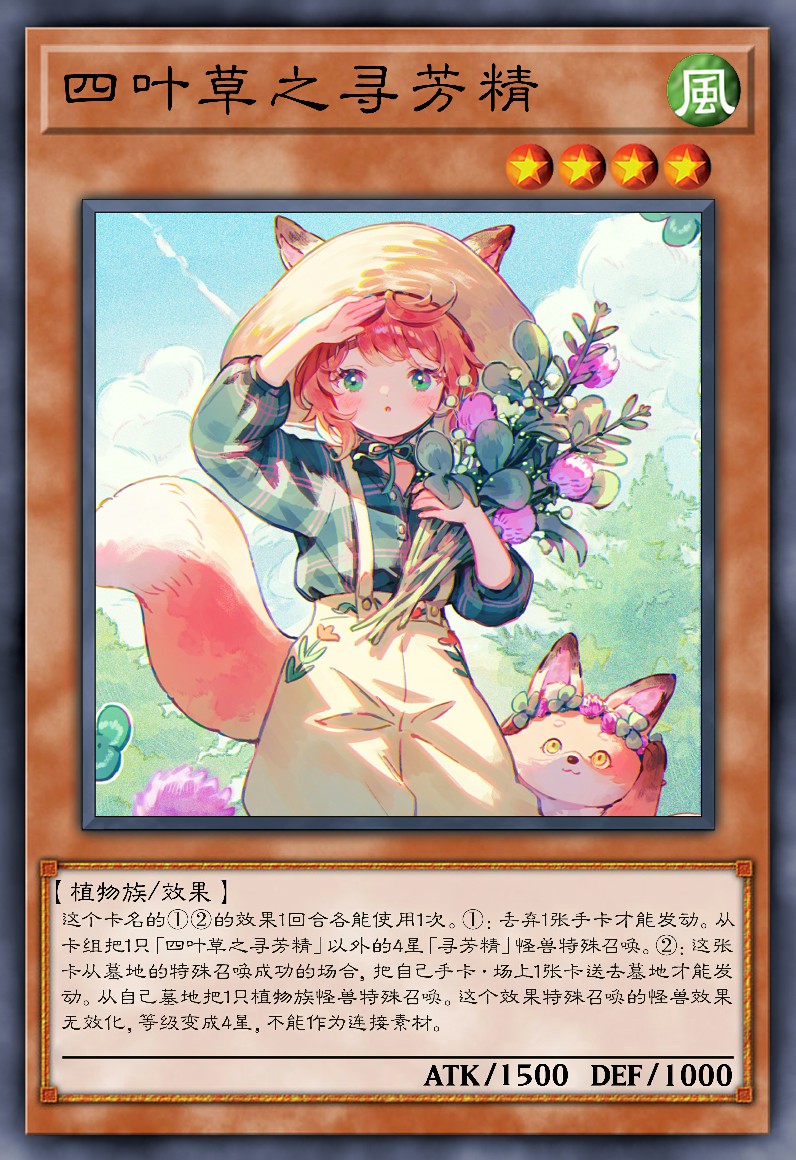 四叶草之寻芳精
風
【植物族/效果】
这个卡名的①②的效果1回合各能使用1次。①：丢弃1张手卡才能发动。从
卡组把1只「四叶草之寻芳精」以外的4星「寻芳精」怪兽特殊召唤。②：这张
卡从墓地的特殊召唤成功的场合，把自己手卡·场上1张卡送去墓地才能发
动。从自己墓地把1只植物族怪兽特殊召唤。这个效果特殊召唤的怪兽效果
无效化，等级变成4星，不能作为连接素材。
ATK/1500 DEF/1000